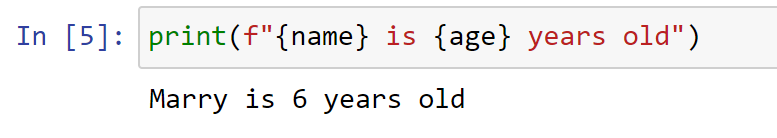 In [5]: print(f"{name} is {age} years old")
Marry is 6 years old